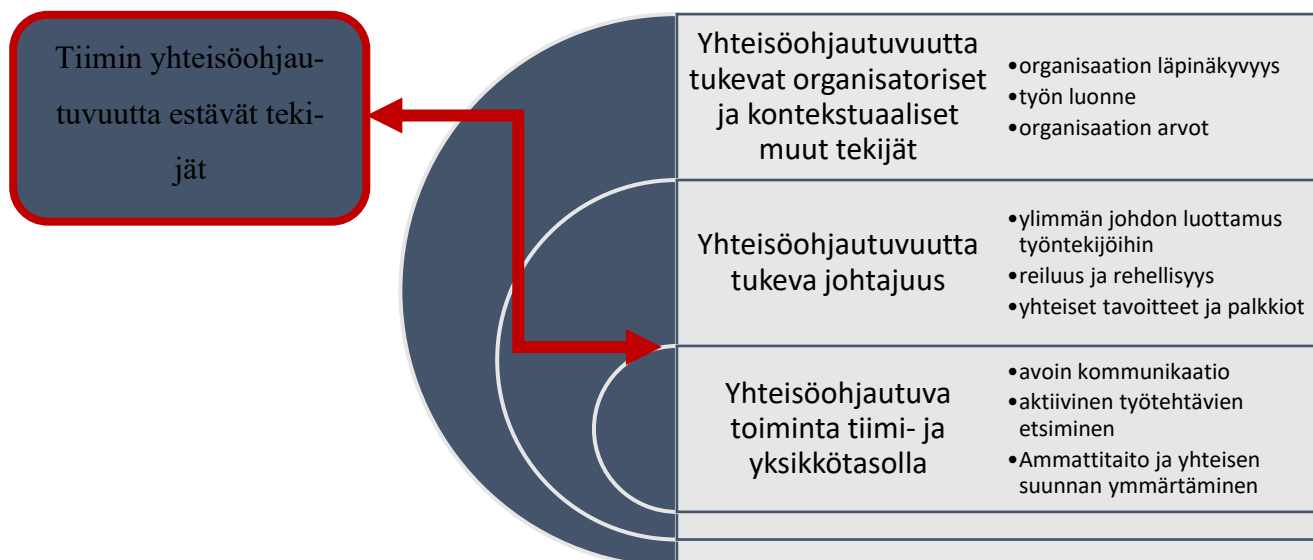 Tiimin yhteisöohjau-
tuvuutta estävät teki-
jät
Yhteisöohjautuvuutta
tukevat organisatoriset
ja kontekstuaaliset
muut tekijät
•organisaation läpinäkyvyys
•työn luonne
•organisaation arvot
Yhteisöohjautuvuutta
tukeva johtajuus
•ylimmän johdon luottamus
työntekijöihin
•reiluus ja rehellisyys
•yhteiset tavoitteet ja palkkiot
Yhteisöohjautuva
toiminta tiimi- ja
yksikkötasolla
•avoin kommunikaatio
•aktiivinen työtehtävien
etsiminen
•Ammattitaito ja yhteisen
suunnan ymmärtäminen